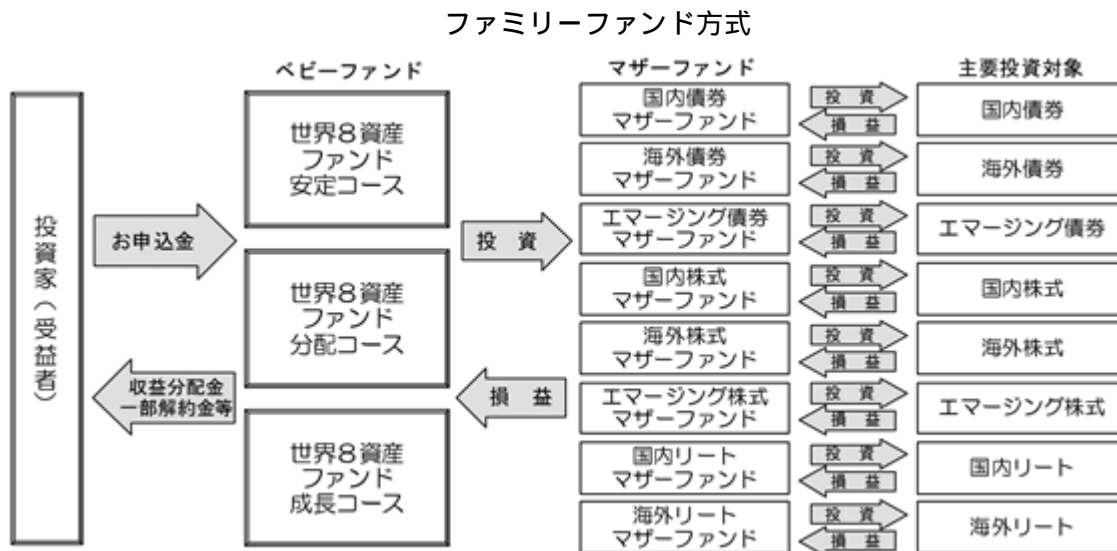 ファミリーファンド方式
ベビーファンド
マザーファンド
主要投資対象
投資家(受益者)
お申込金
収益分配金
一部解約金等
世界8資産
ファンド
安定コース
世界8資産
ファンド
分配コース
世界8資産
ファンド
成長コース
投 資
損 益
国内債券
マザーファンド
投 資
損 益
国内債券
海外債券
マザーファンド
投 資
損 益
海外債券
エマージング債券
マザーファンド
投 資
損 益
エマージング債券
国内株式
マザーファンド
投 資
損 益
国内株式
海外株式
マザーファンド
投 資
損 益
海外株式
エマージング株式
マザーファンド
投 資
損 益
エマージング株式
国内リート
マザーファンド
投 資
損 益
国内リート
海外リート
マザーファンド
投 資
損 益
海外リート